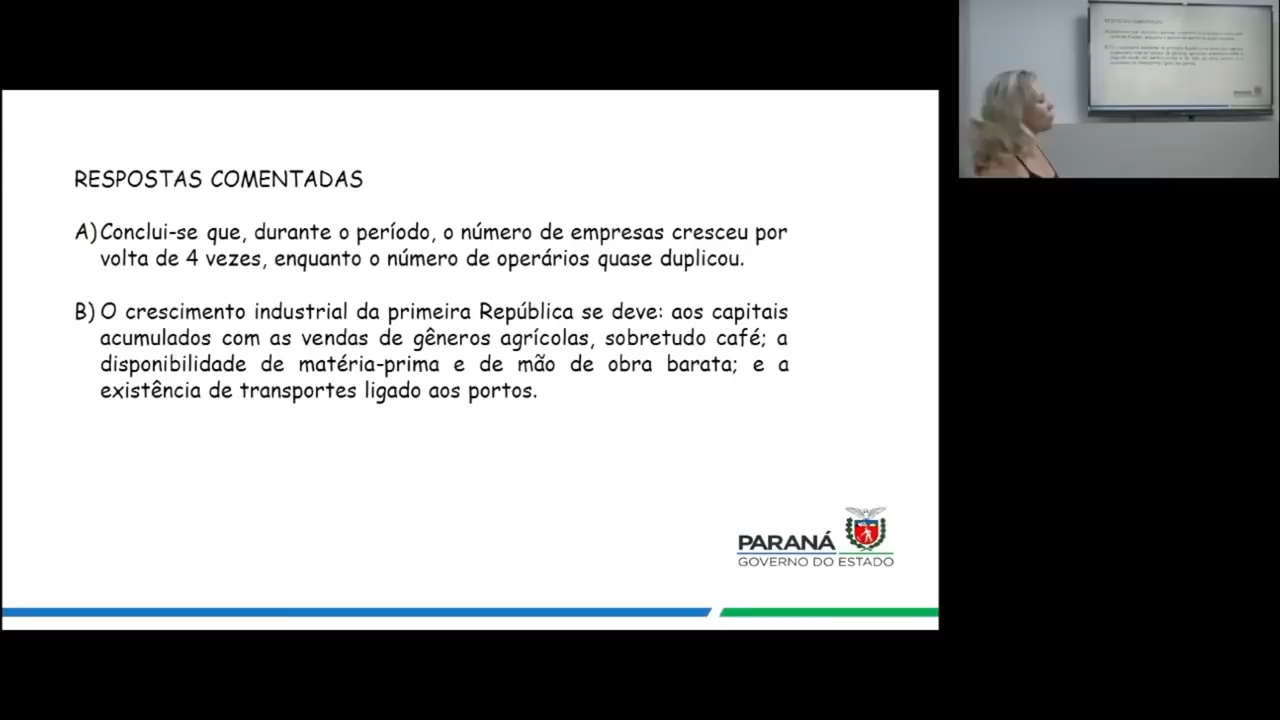 RESPOSTAS COMENTADAS
A) Conclui-se que, durante o período, o número de empresas cresceu por
volta de 4 vezes, enquanto o número de operários quase duplicou.
B) O crescimento industrial da primeira República se deve: aos capitais
acumulados com as vendas de gêneros agrícolas, sobretudo café; a
disponibilidade de matéria-prima e de mão de obra barata; e a
existência de transportes ligado aos portos.
PARANÁ
GOVERNO DO ESTADO
RESPOSTAS COMENTADAS
PARANÁ